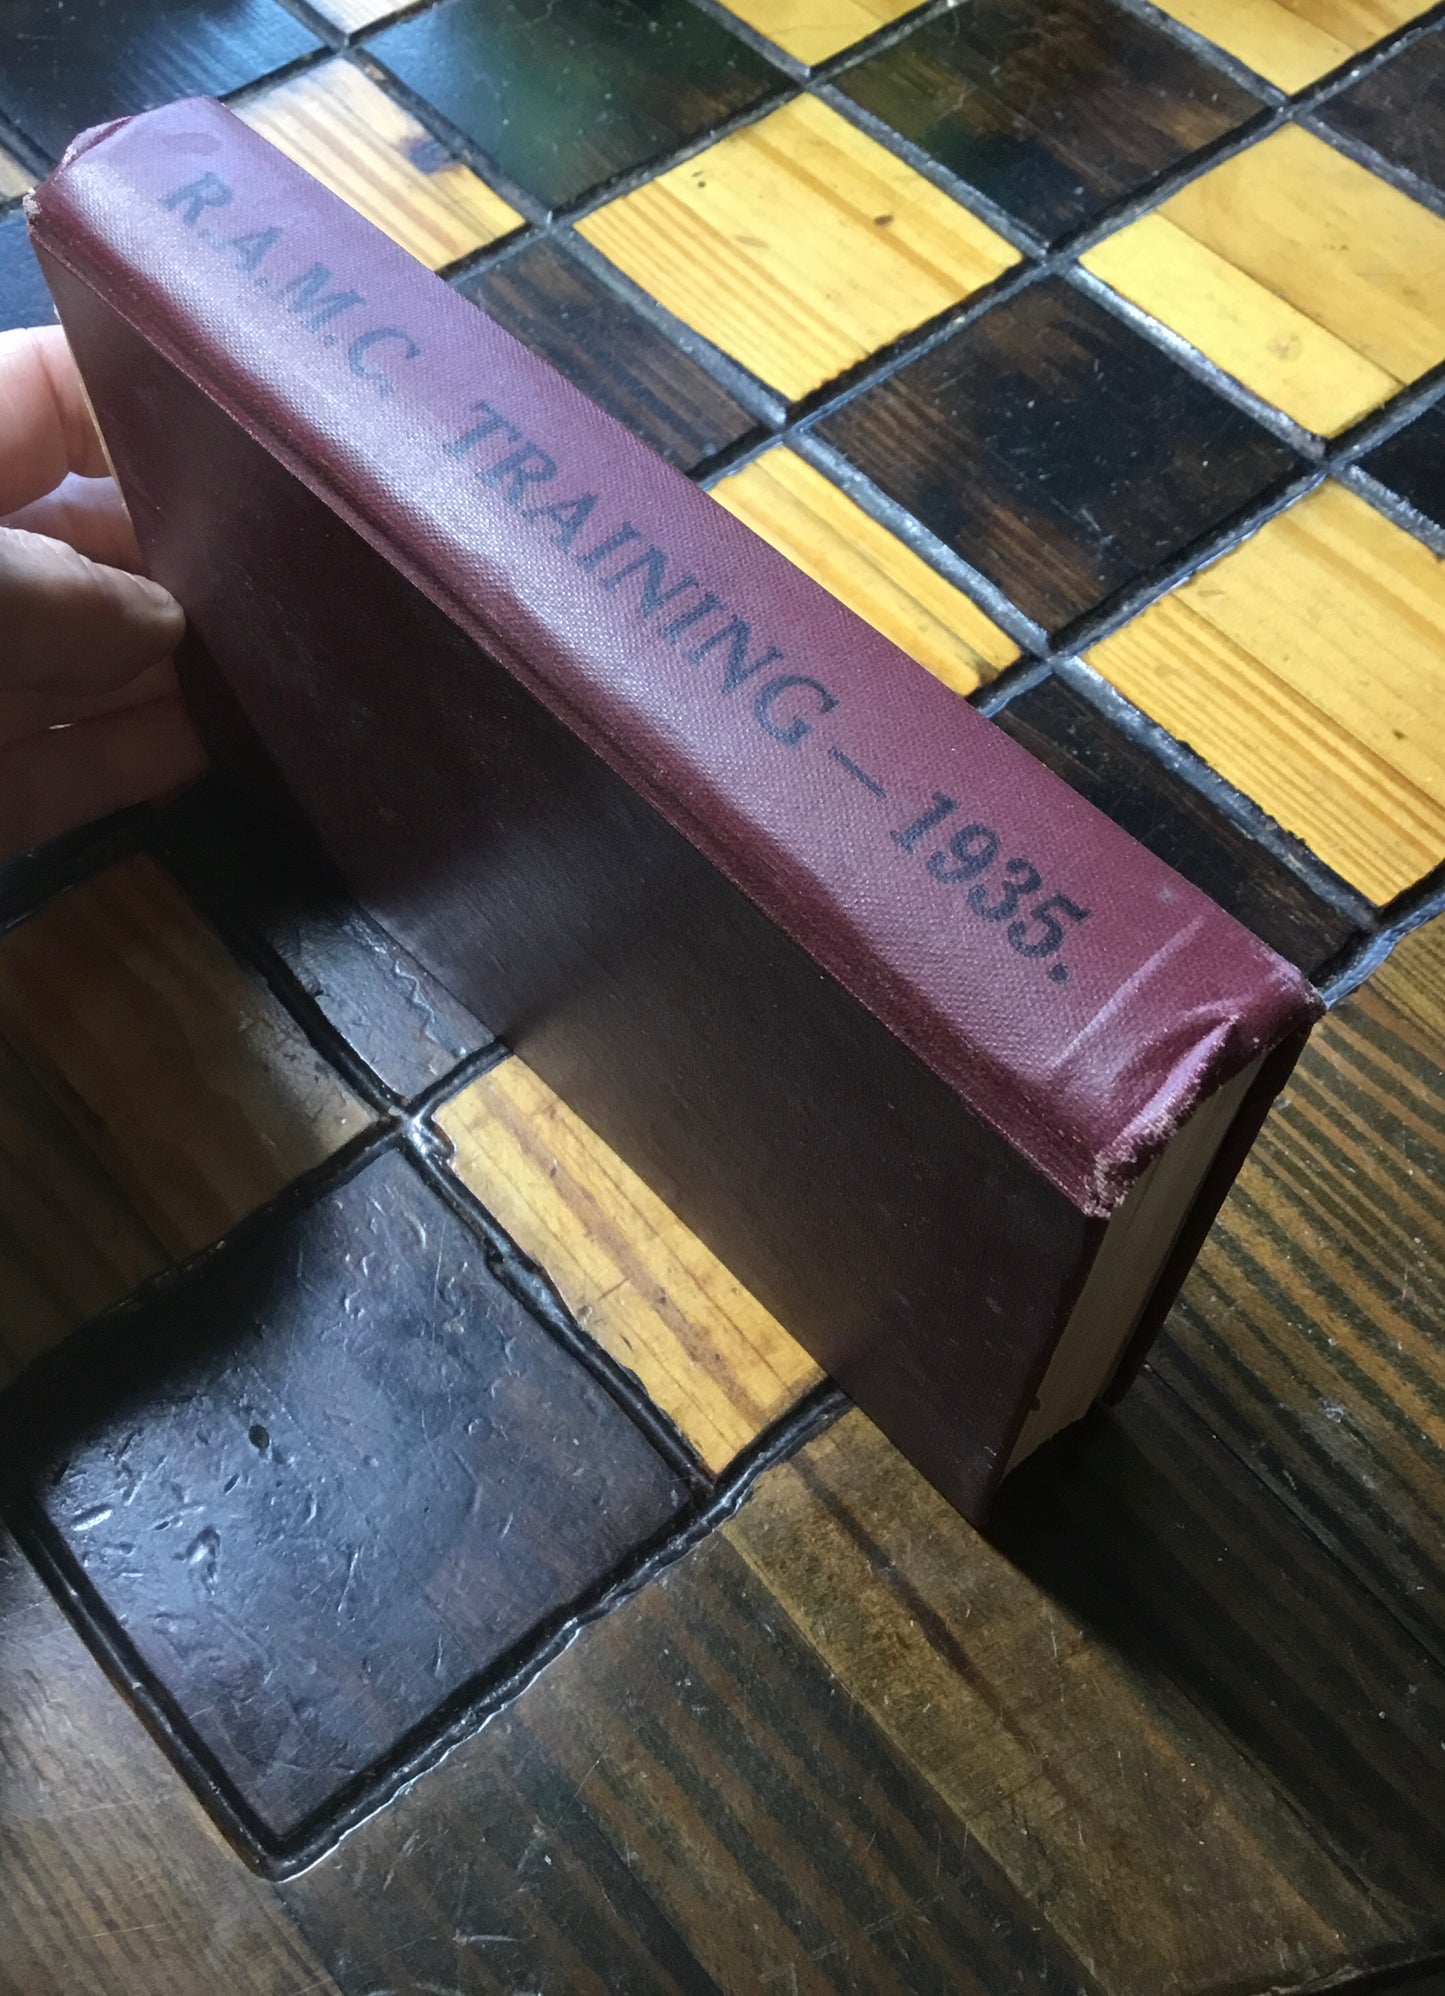 R.A.M.C. TRAINING — 1935.